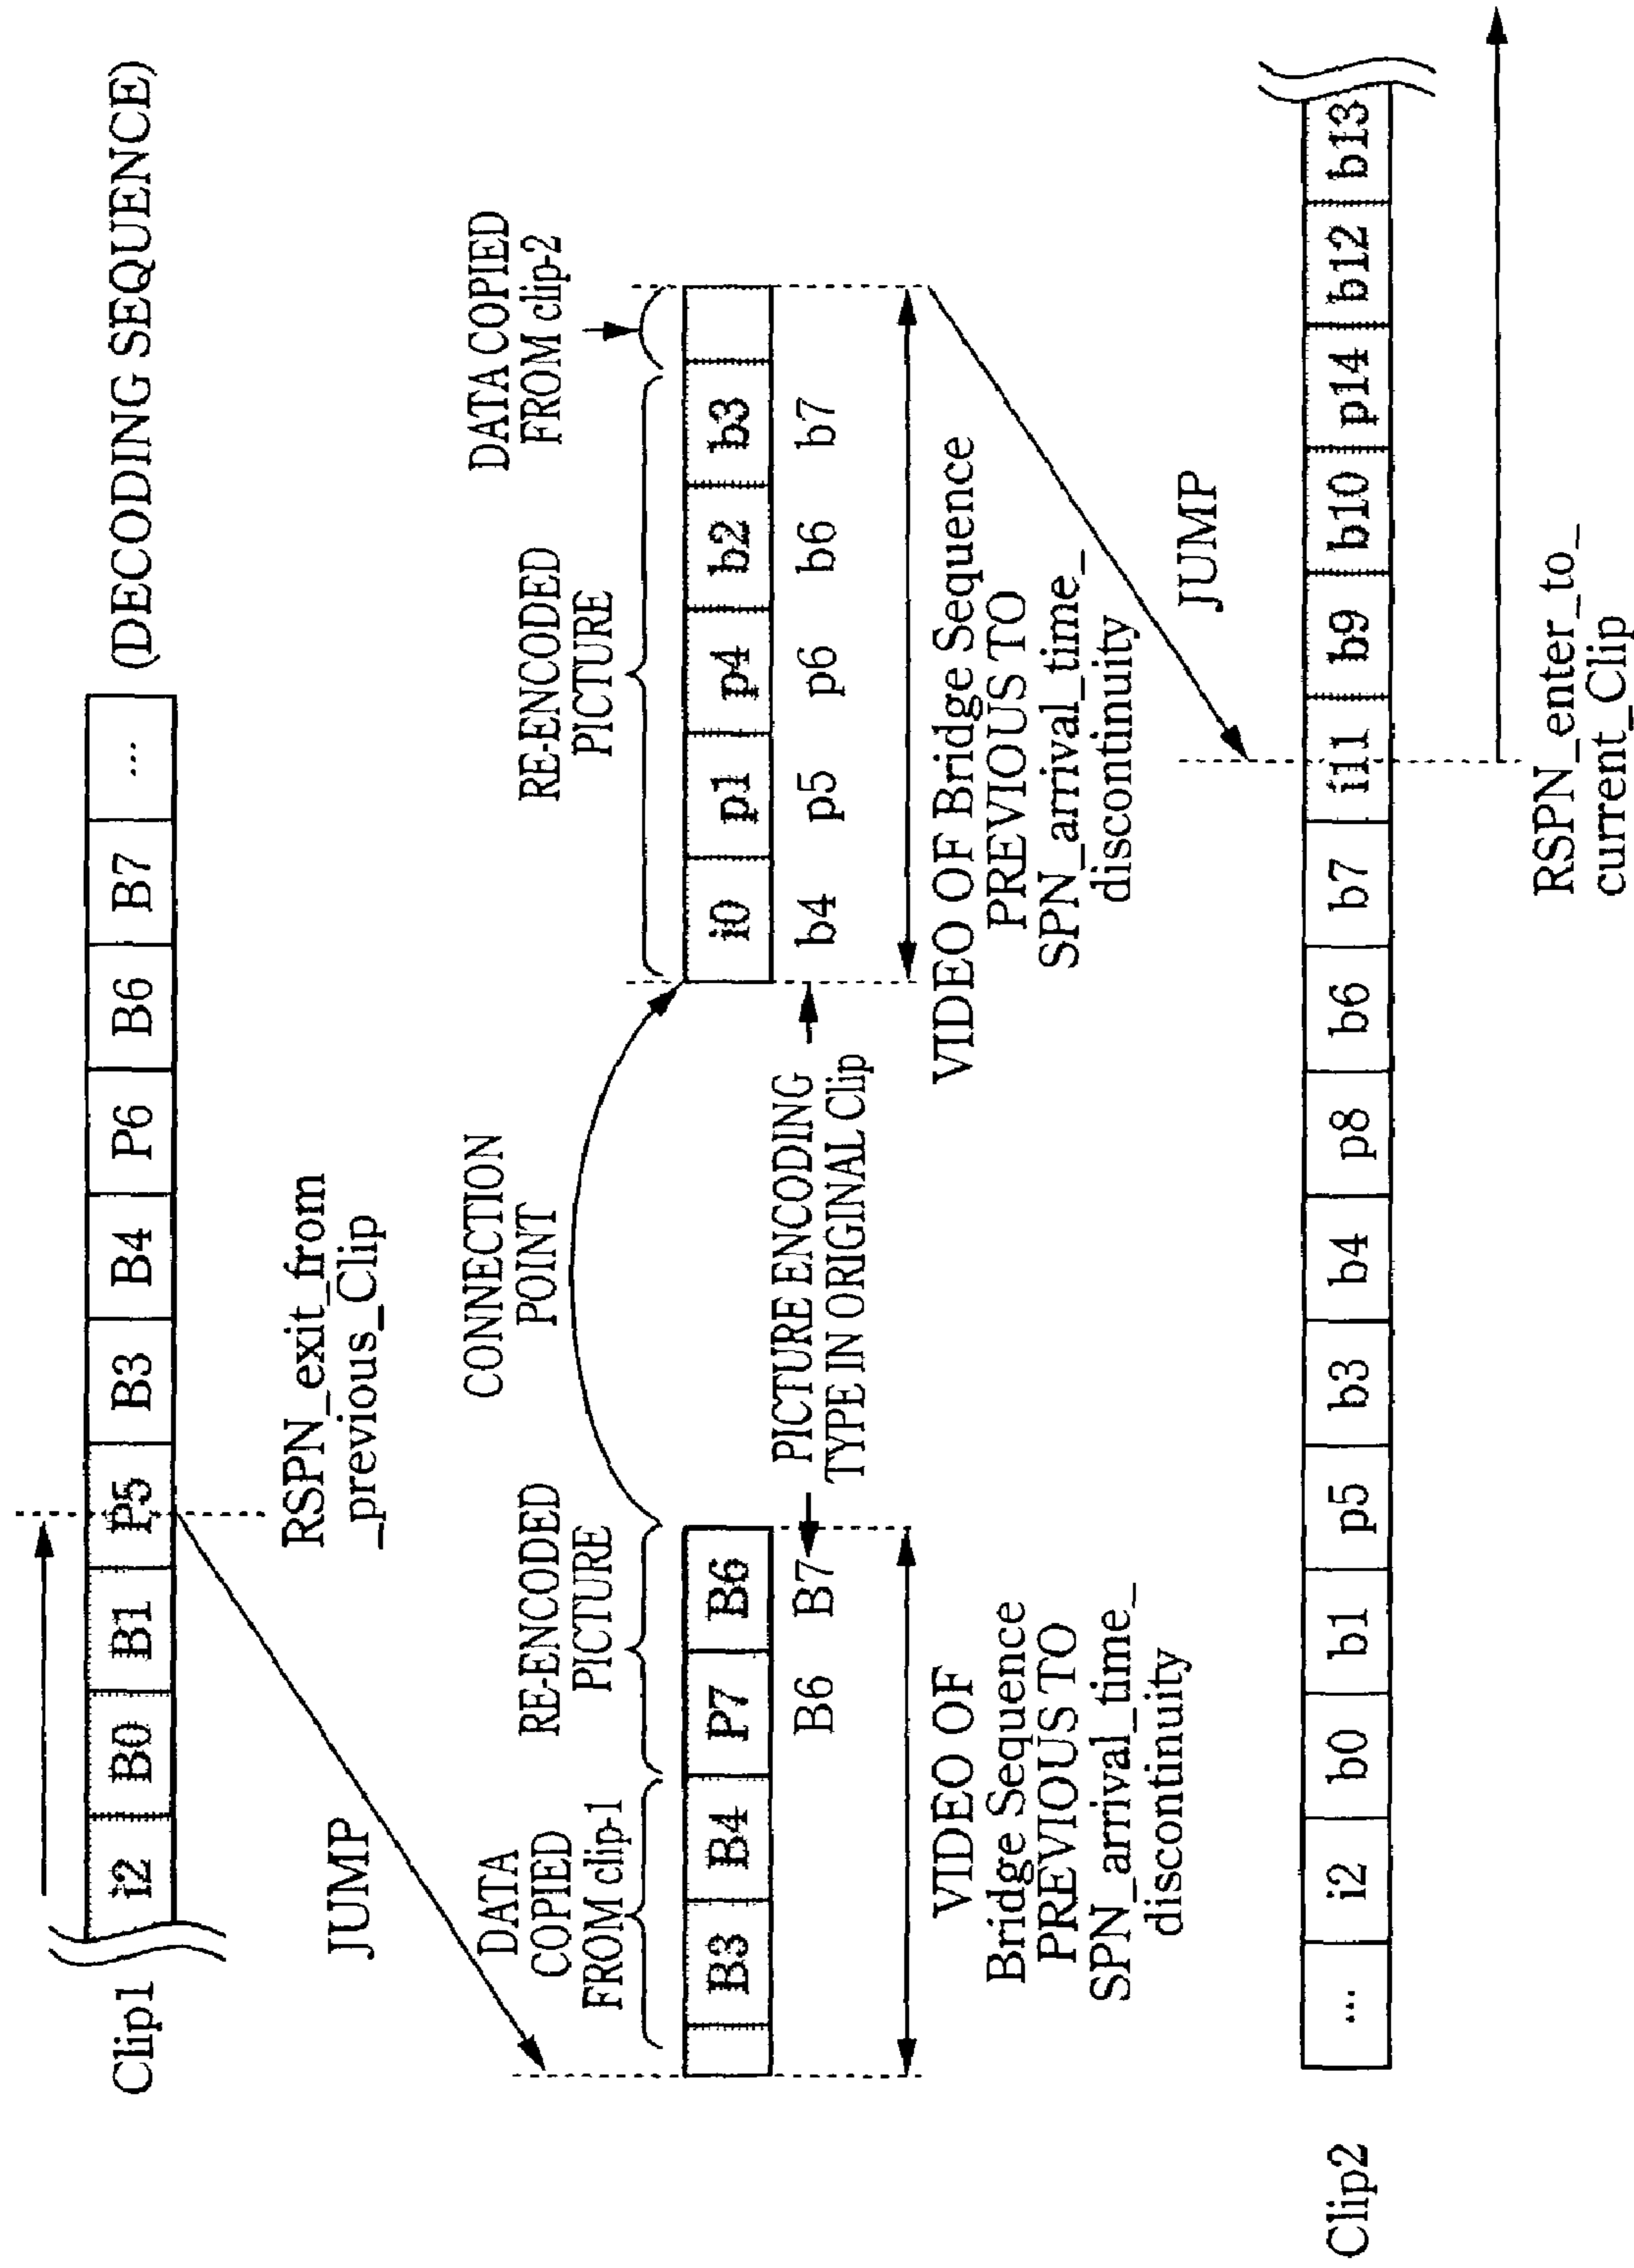 Clip1
i2 B0 B1 P5 B3 B4 P6 B6 B7 ...
(DECODING SEQUENCE)
RSPN_exit_from
_previous_Clip
JUMP
DATA
COPIED
FROM clip-1
RE-ENCODED
PICTURE
CONNECTION
POINT
RE-ENCODED
PICTURE
DATA COPIED
FROM clip-2
B3 B4 P7 B6
i0 p1 p4 b2 b3
B6 B7
PICTURE ENCODING
TYPE IN ORIGINAL Clip
b4 p5 p6 b6 b7
VIDEO OF
Bridge Sequence
PREVIOUS TO
SPN_arrival_time_
discontinuity
VIDEO OF Bridge Sequence
PREVIOUS TO
SPN_arrival_time_
discontinuity
JUMP
Clip2
... i2 b0 b1 p5 b3 b4 p8 b6 b7 i11 b9 b10 p14 b12 b13
RSPN_enter_to_
current_Clip